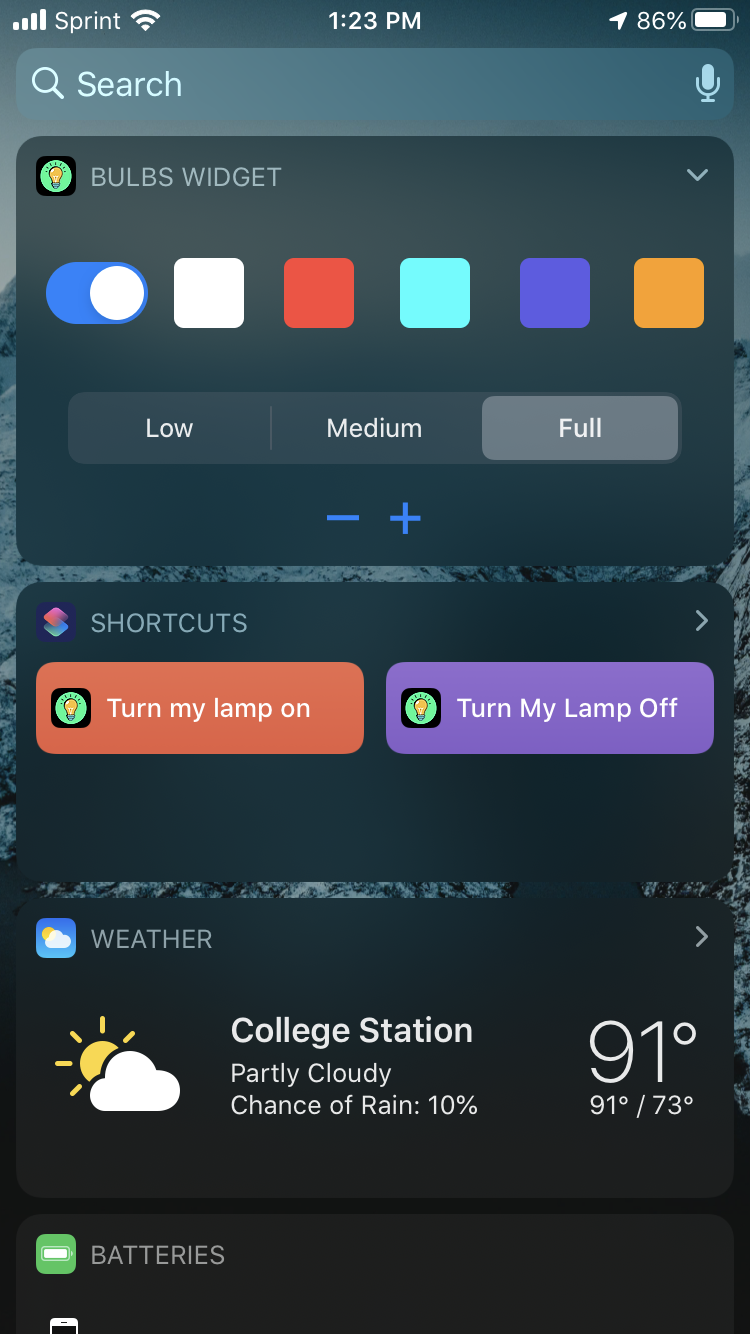 Sprint 1:23 PM 86%
Search
BULBS WIDGET
Low Medium Full
− +
SHORTCUTS
Turn my lamp on Turn My Lamp Off
WEATHER
College Station 91°
Partly Cloudy
Chance of Rain: 10% 91° / 73°
BATTERIES